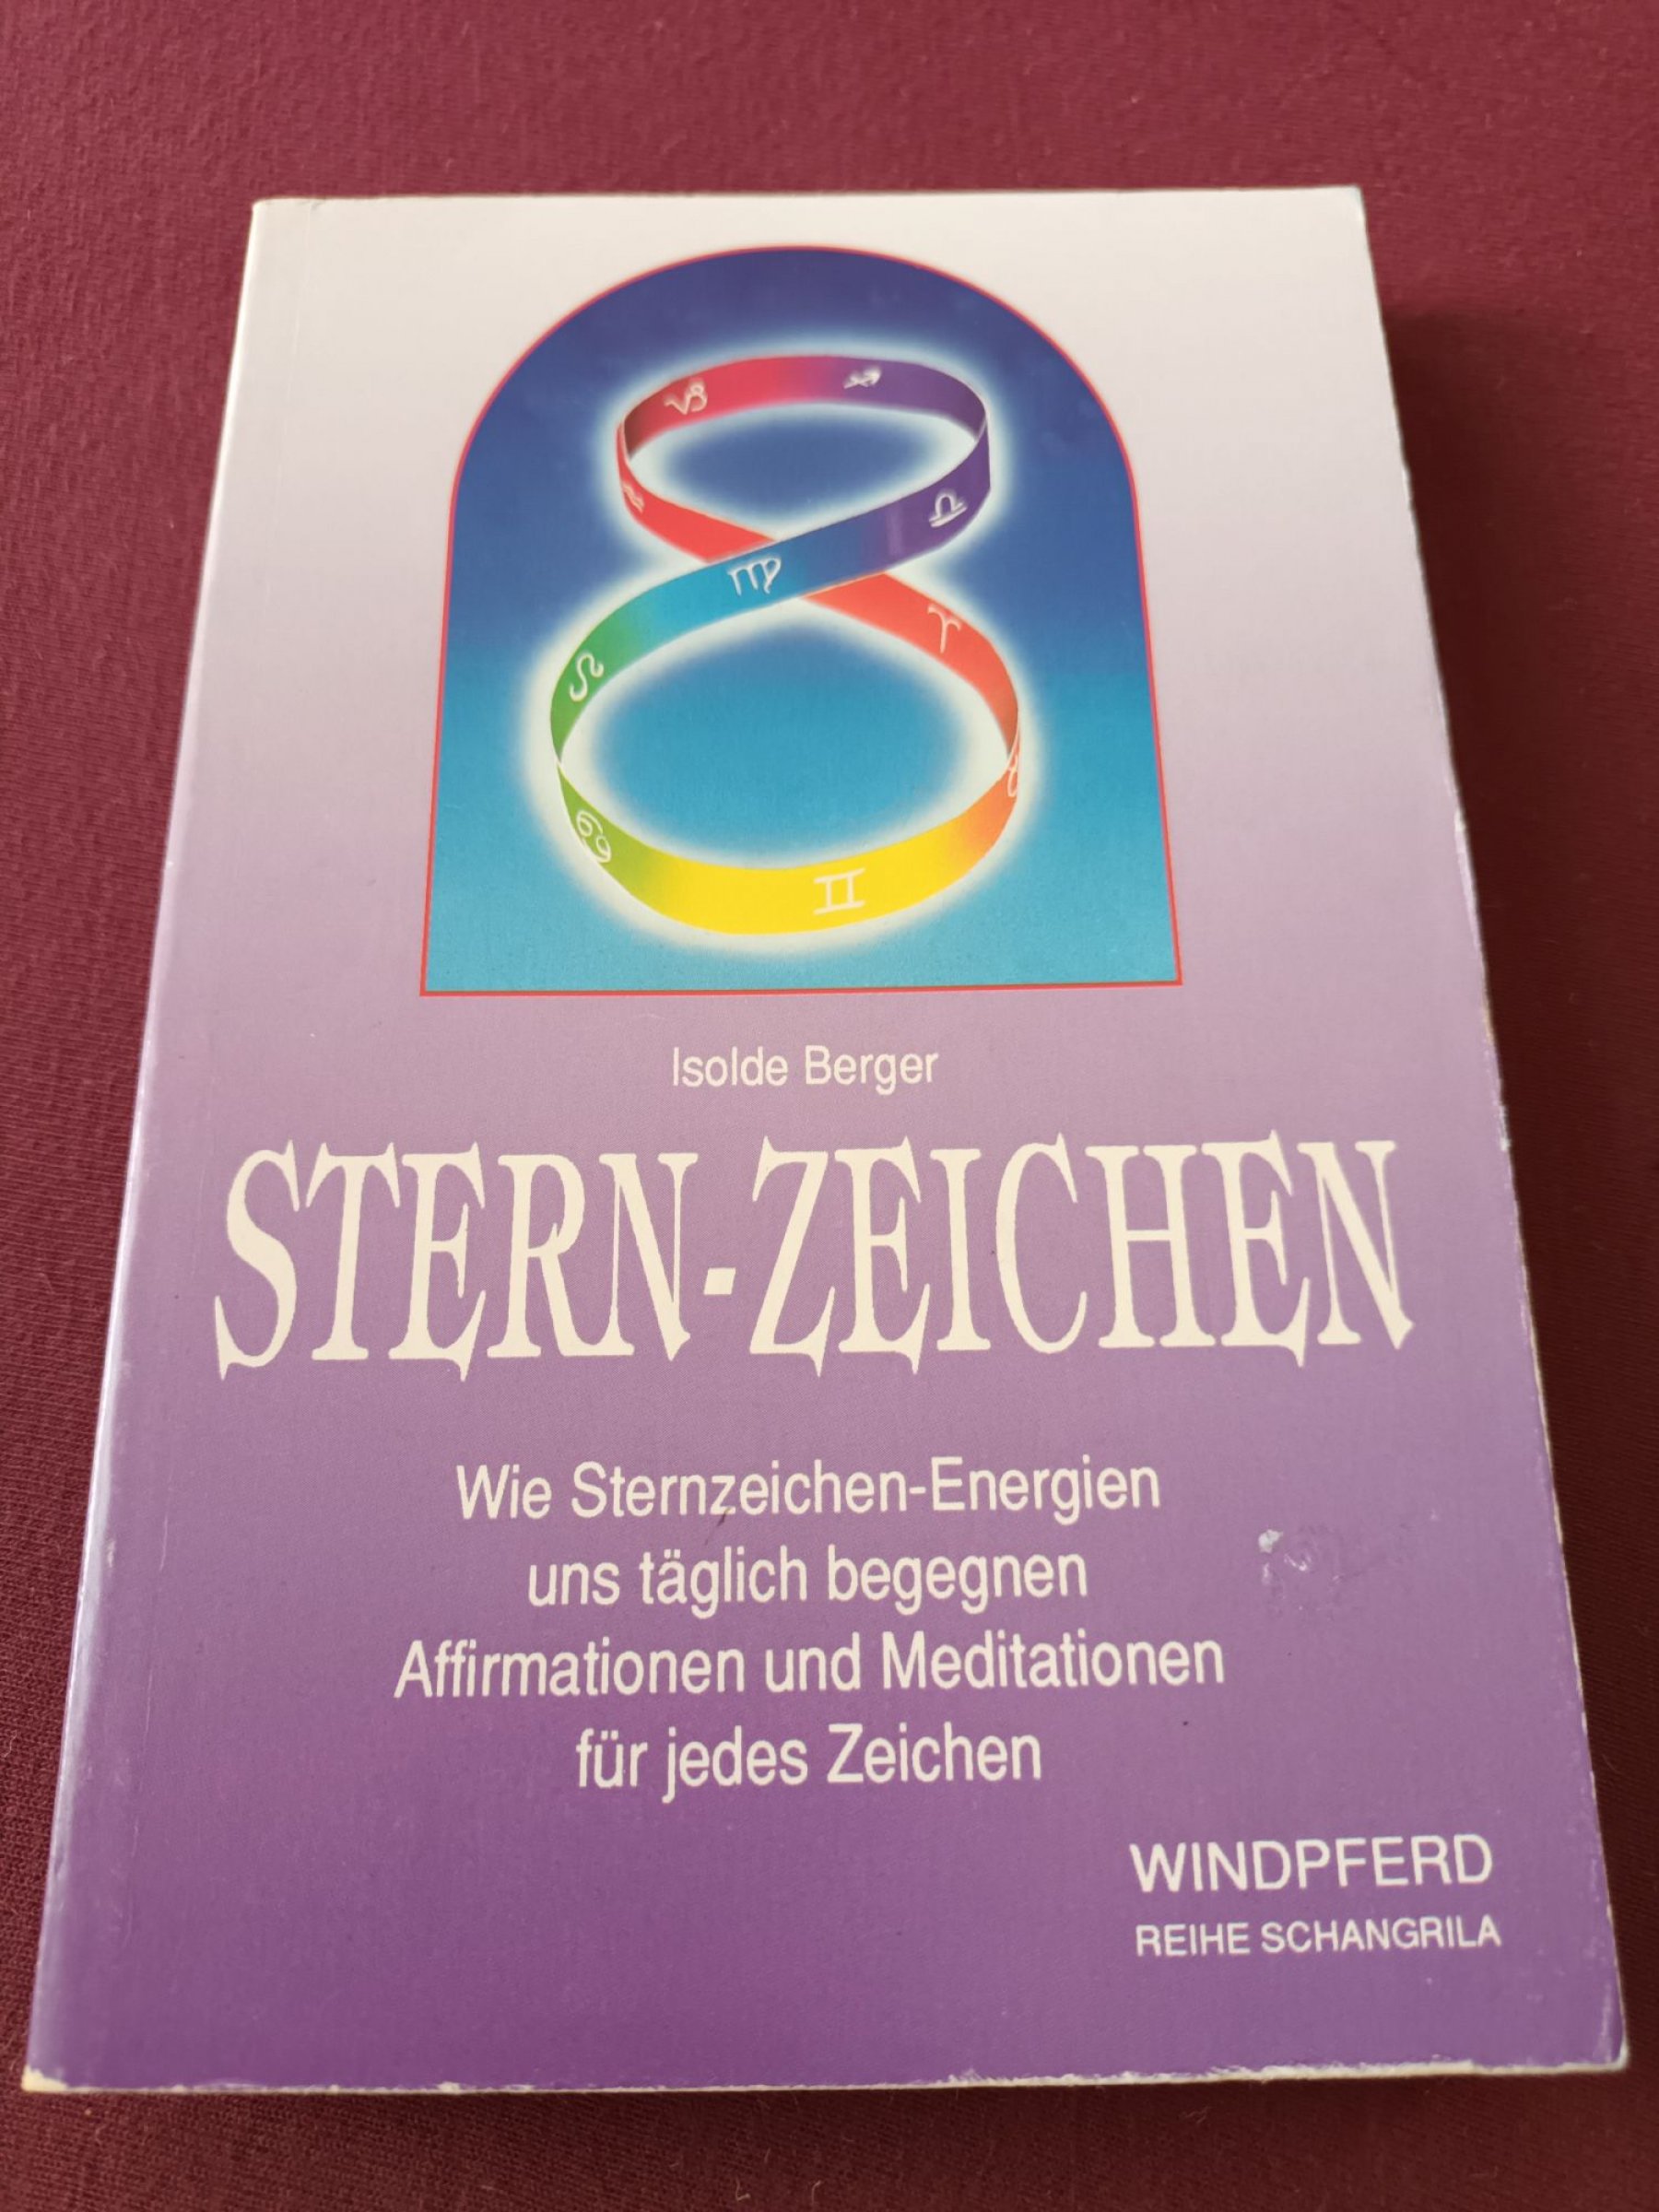 Isolde Berger
STERN-ZEICHEN
Wie Sternzeichen-Energien
uns täglich begegnen
Affirmationen und Meditationen
für jedes Zeichen
WINDPFERD
REIHE SCHANGRILA